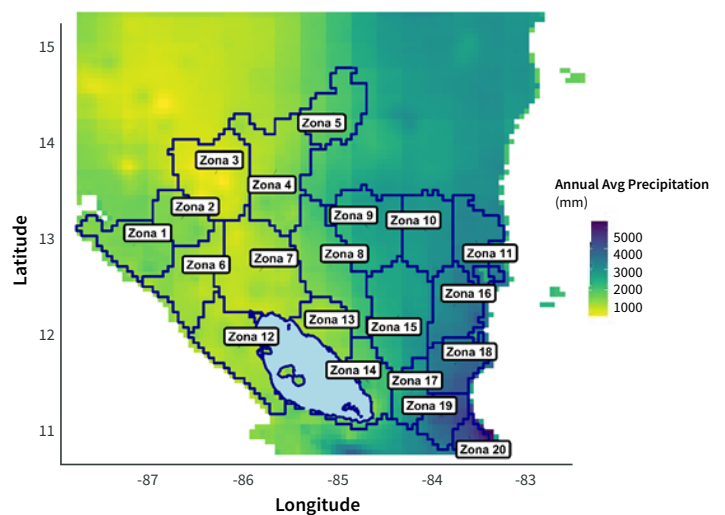 15
14
13
12
11
Latitude
Zona 5
Zona 3
Zona 4
Zona 2
Zona 9
Zona 10
Zona 1
Zona 6
Zona 7
Zona 8
Zona 11
Zona 16
Zona 13
Zona 12
Zona 15
Zona 18
Zona 14
Zona 17
Zona 19
Zona 20
-87
-86
-85
-84
-83
Longitude
Annual Avg Precipitation
(mm)
5000
4000
3000
2000
1000